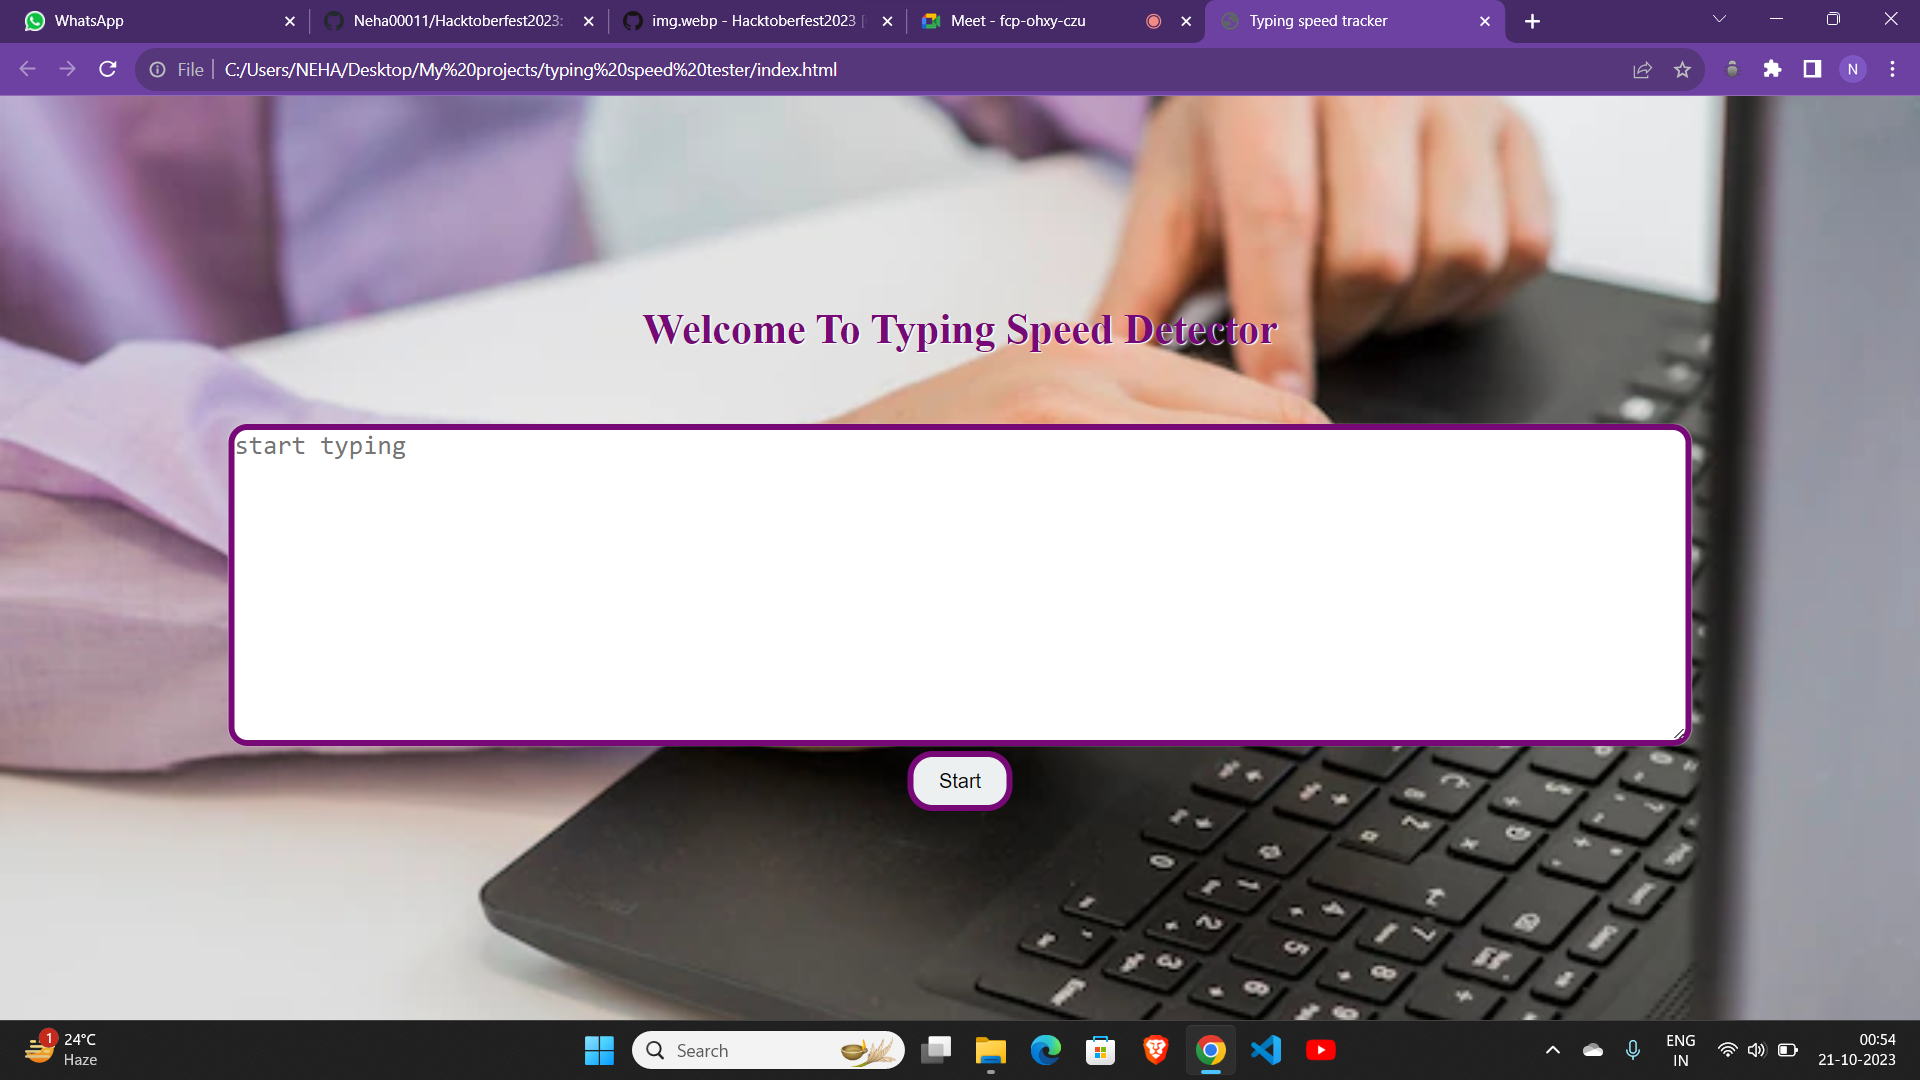 WhatsApp
Neha00011/Hacktoberfest2023:
img.webp - Hacktoberfest2023
Meet - fcp-ohxy-czu
Typing speed tracker
File
C:/Users/NEHA/Desktop/My%20projects/typing%20speed%20tester/index.html
N
Welcome To Typing Speed Detector
start typing
Start
1
24°C
Haze
Search
ENG
IN
00:54
21-10-2023